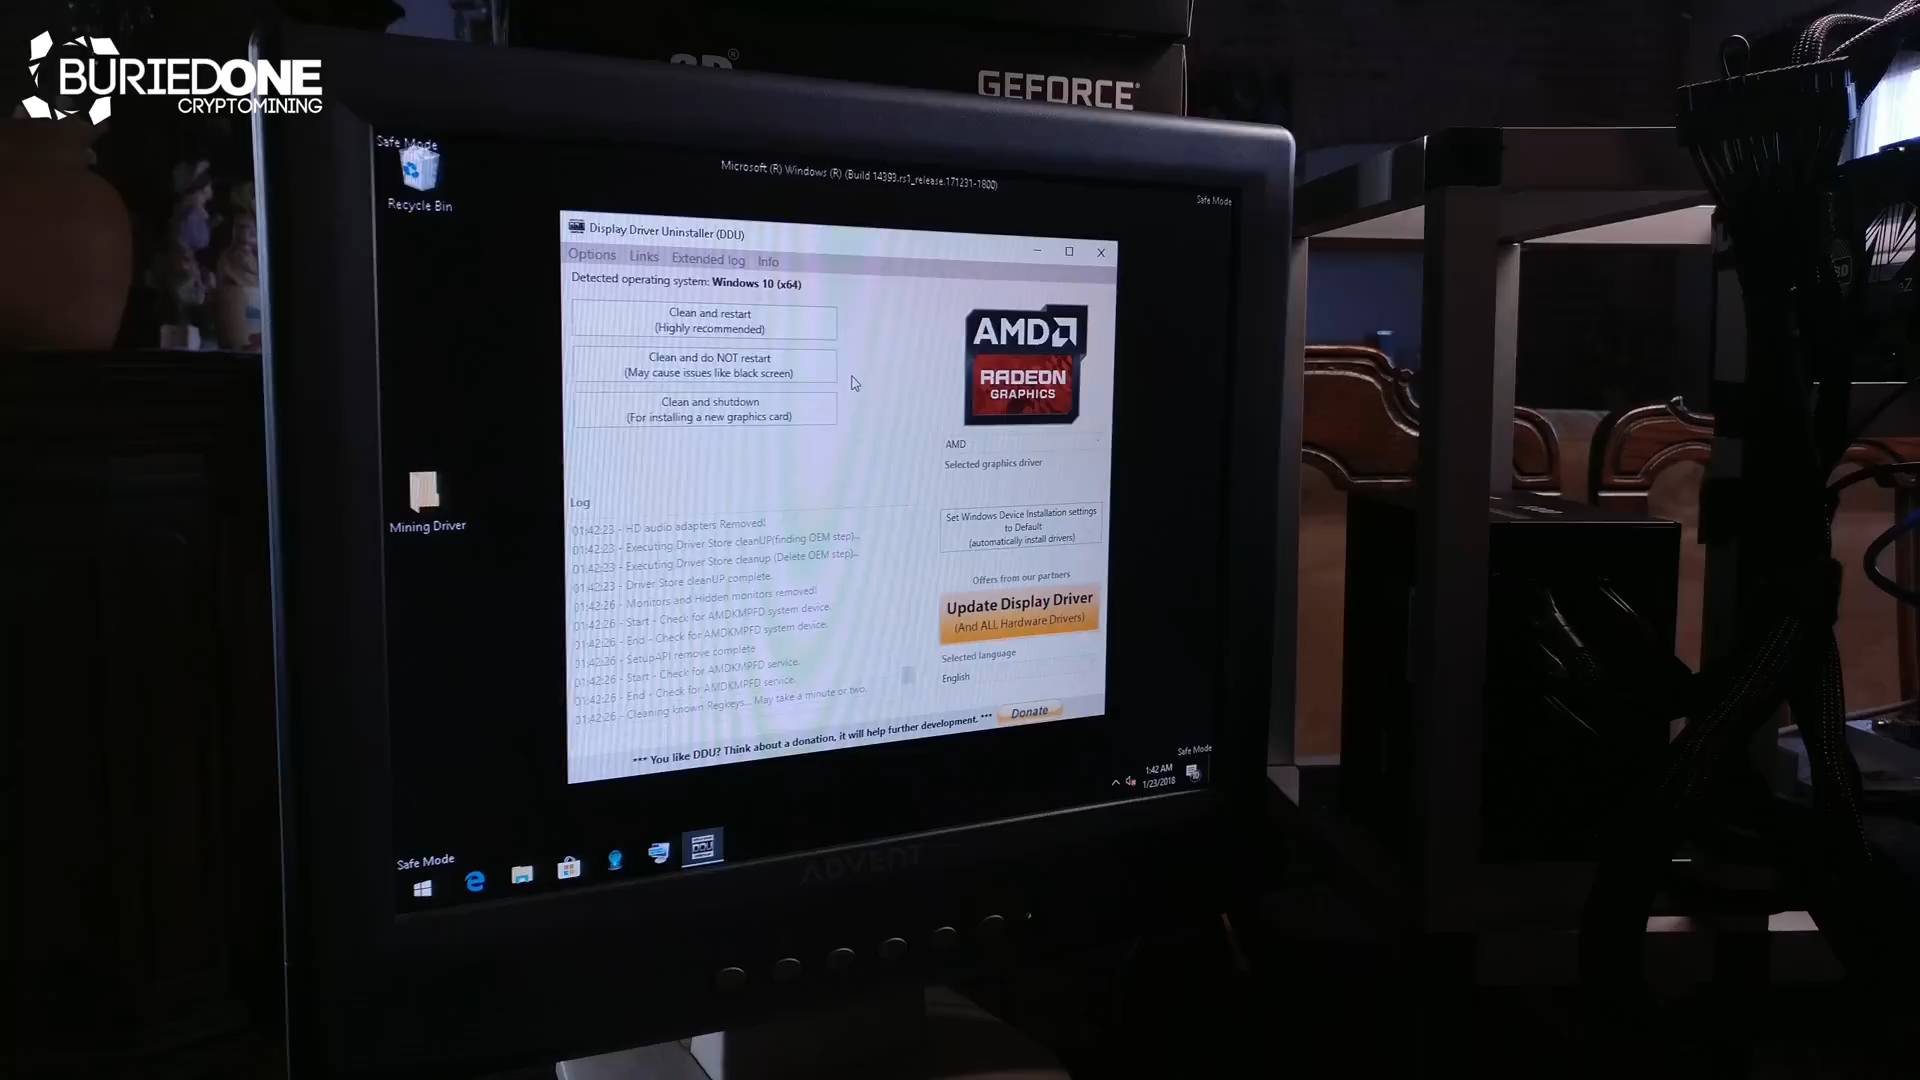 BURIEDONE
CRYPTOMINING
GEFORCE®
Safe Mode
Recycle Bin
Microsoft (R) Windows (R) (Build 14393.rs1_release.171231-1800)
Safe Mode
Display Driver Uninstaller (DDU)
Options Links Extended log Info
Detected operating system: Windows 10 (x64)
Clean and restart
(Highly recommended)
Clean and do NOT restart
(May cause issues like black screen)
Clean and shutdown
(For installing a new graphics card)
AMD
RADEON
GRAPHICS
AMD
Selected graphics driver
Set Windows Device Installation settings
to Default
(automatically install drivers)
Offers from our partners
Update Display Driver
(And ALL Hardware Drivers)
Selected language
English
Log
01:42:23 - HD audio adapters Removed!
01:42:23 - Executing Driver Store cleanUP(finding OEM step)...
01:42:23 - Executing Driver Store cleanup (Delete OEM step)...
01:42:23 - Driver Store cleanUP complete.
01:42:26 - Monitors and Hidden monitors removed!
01:42:26 - Start - Check for AMDKMPFD system device.
01:42:26 - End - Check for AMDKMPFD system device.
01:42:26 - SetupAPI remove complete
01:42:26 - Start - Check for AMDKMPFD service.
01:42:26 - End - Check for AMDKMPFD service.
01:42:26 - Cleaning known Regkeys... May take a minute or two.
*** You like DDU? Think about a donation, it will help further development. ***
Donate
Mining Driver
Safe Mode
1:42 AM
1/23/2018
Safe Mode
DDU
ADVENT